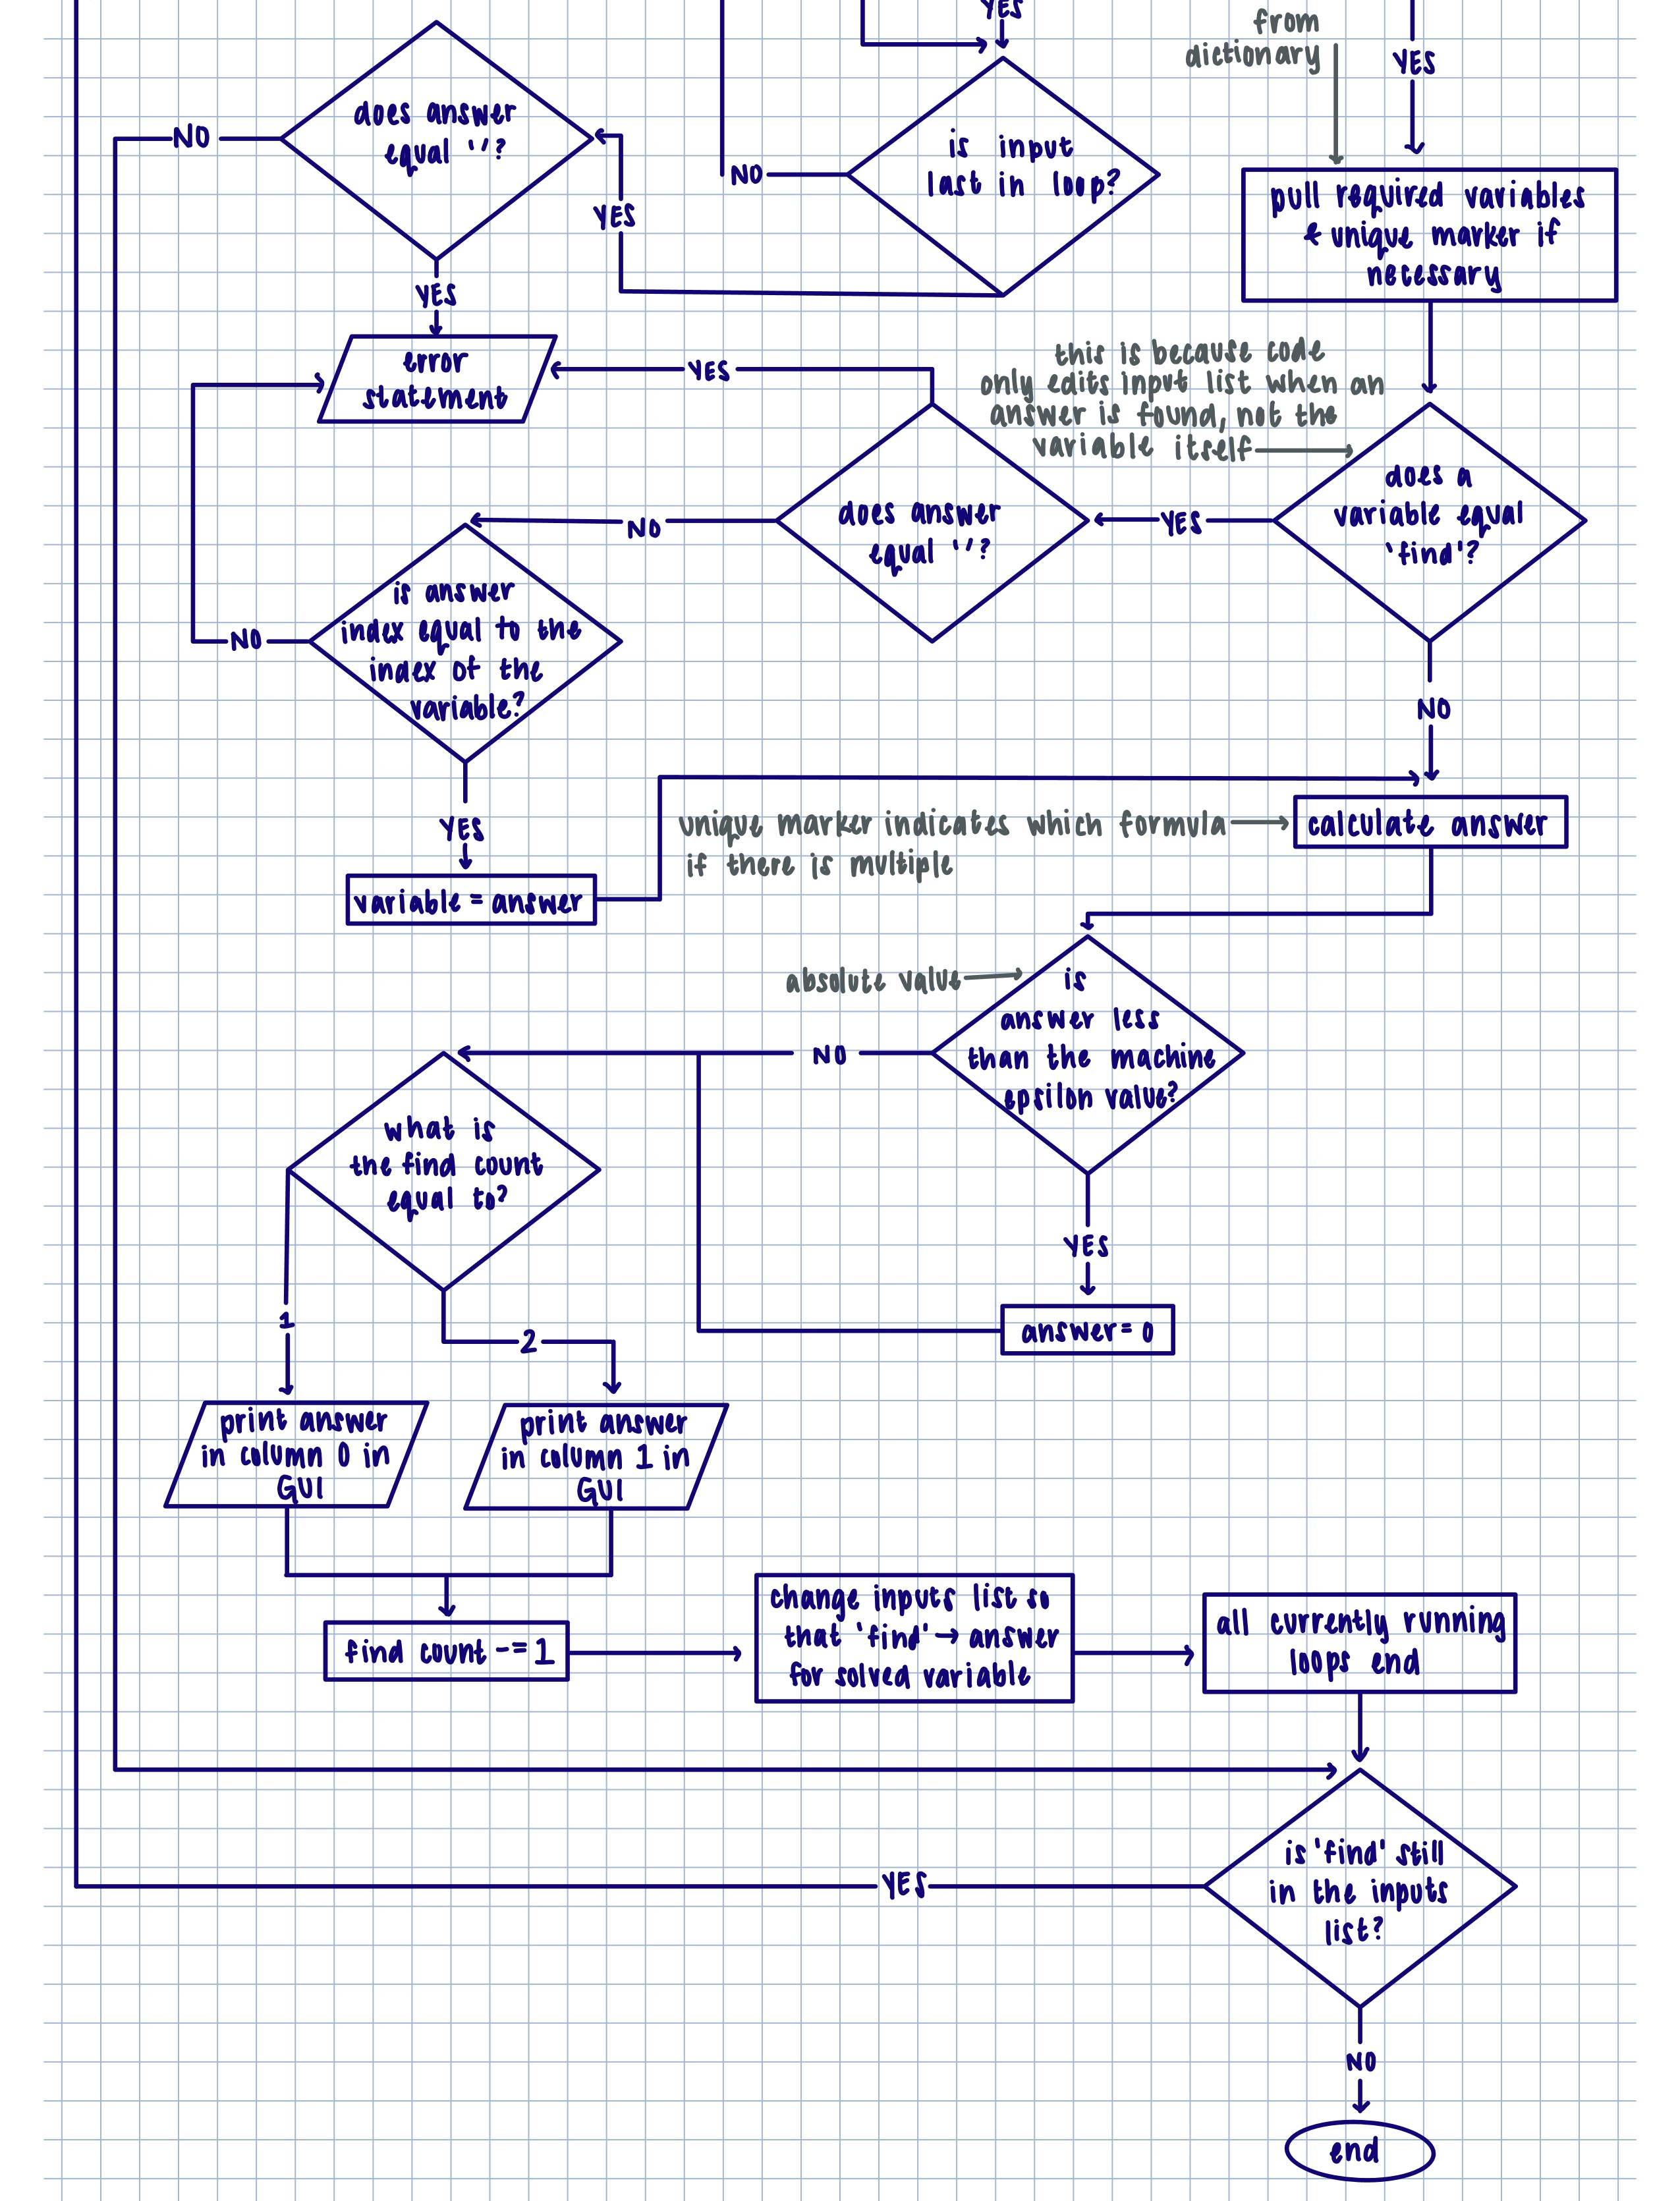 YES
from
dictionary
YES
does answer
equal ''?
NO
is input
last in loop?
NO
YES
pull required variables
& unique marker if
necessary
YES
error
statement
YES
this is because code
only edits input list when an
answer is found, not the
variable itself
does a
variable equal
'find'?
YES
does answer
equal ''?
NO
is answer
index equal to the
index of the
variable?
NO
NO
YES
unique marker indicates which formula
if there is multiple
calculate answer
variable = answer
absolute value
is
answer less
than the machine
epsilon value?
NO
what is
the find count
equal to?
YES
1
2
answer = 0
print answer
in column 0 in
GUI
print answer
in column 1 in
GUI
find count -= 1
change inputs list so
that 'find' → answer
for solved variable
all currently running
loops end
is 'find' still
in the inputs
list?
YES
NO
end